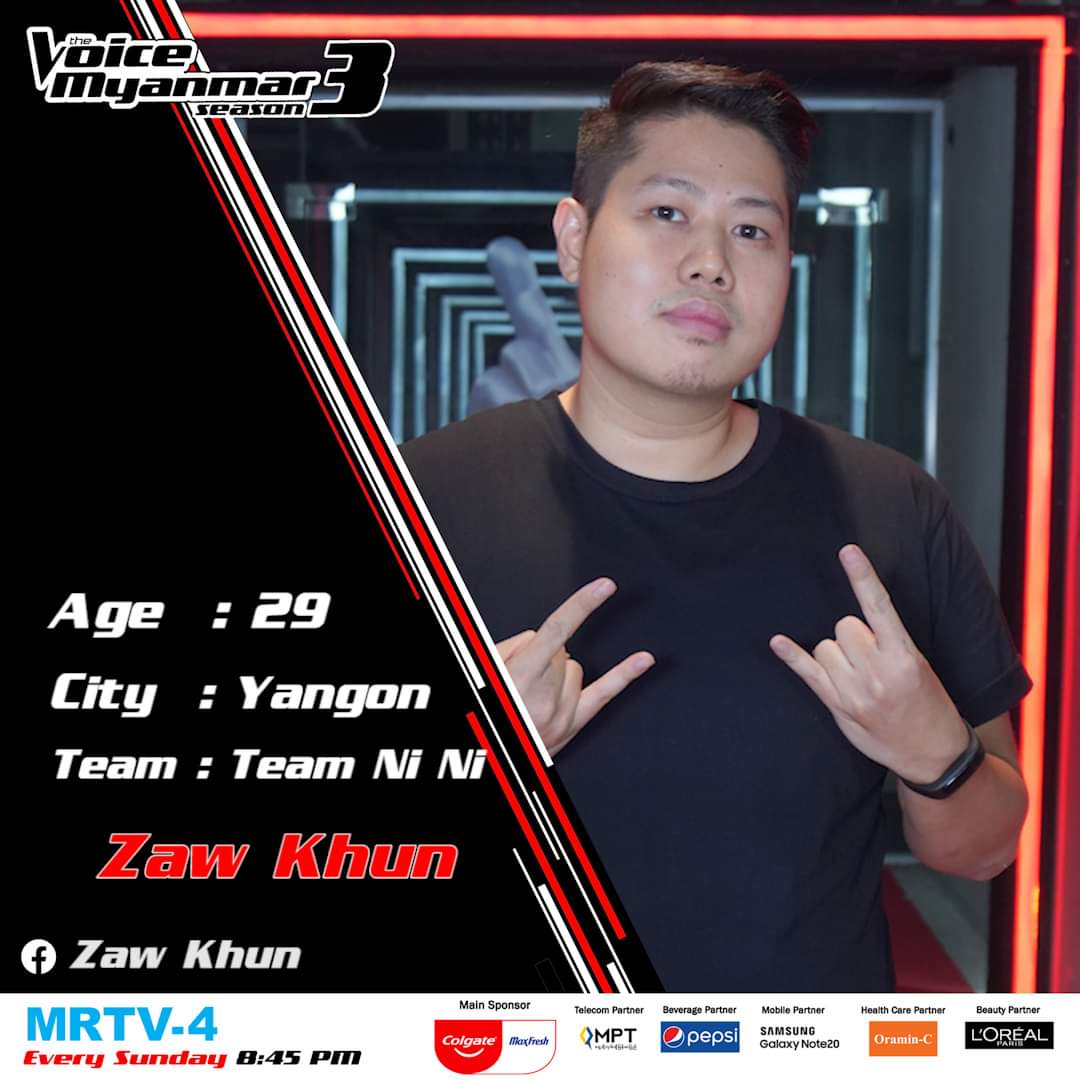 the
Voice
Myanmar
season 3
Age : 29
City : Yangon
Team : Team Ni Ni
Zaw Khun
Zaw Khun
MRTV-4
Every Sunday 8:45 PM
Main Sponsor
Colgate MaxFresh
Telecom Partner
MPT
Beverage Partner
pepsi
Mobile Partner
SAMSUNG
Galaxy Note20
Health Care Partner
Oramin-C
Beauty Partner
L'ORÉAL
PARIS